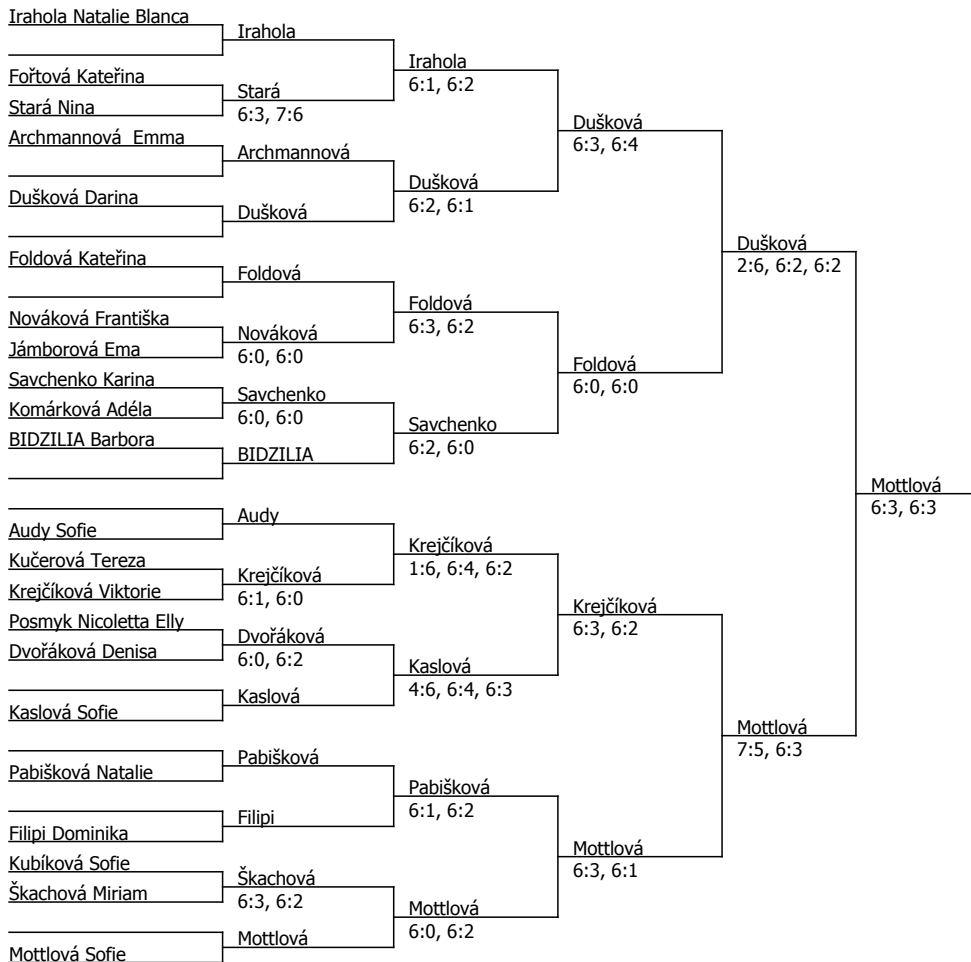 Irahola Natalie Blanca
Fořtová Kateřina
Stará Nina
Archmannová  Emma
Dušková Darina
Foldová Kateřina
Nováková Františka
Jámborová Ema
Savchenko Karina
Komárková Adéla
BIDZILIA Barbora
Audy Sofie
Kučerová Tereza
Krejčíková Viktorie
Posmyk Nicoletta Elly
Dvořáková Denisa
Kaslová Sofie
Pabišková Natalie
Filipi Dominika
Kubíková Sofie
Škachová Miriam
Mottlová Sofie
Irahola
Stará
6:3, 7:6
Archmannová
Dušková
Foldová
Nováková
6:0, 6:0
Savchenko
6:0, 6:0
BIDZILIA
Audy
Krejčíková
6:1, 6:0
Dvořáková
6:0, 6:2
Kaslová
Pabišková
Filipi
Škachová
6:3, 6:2
Mottlová
Irahola
6:1, 6:2
Dušková
6:2, 6:1
Foldová
6:3, 6:2
Savchenko
6:2, 6:0
Krejčíková
1:6, 6:4, 6:2
Kaslová
4:6, 6:4, 6:3
Pabišková
6:1, 6:2
Mottlová
6:0, 6:2
Dušková
6:3, 6:4
Foldová
6:0, 6:0
Krejčíková
6:3, 6:2
Mottlová
6:3, 6:1
Dušková
2:6, 6:2, 6:2
Mottlová
7:5, 6:3
Mottlová
6:3, 6:3